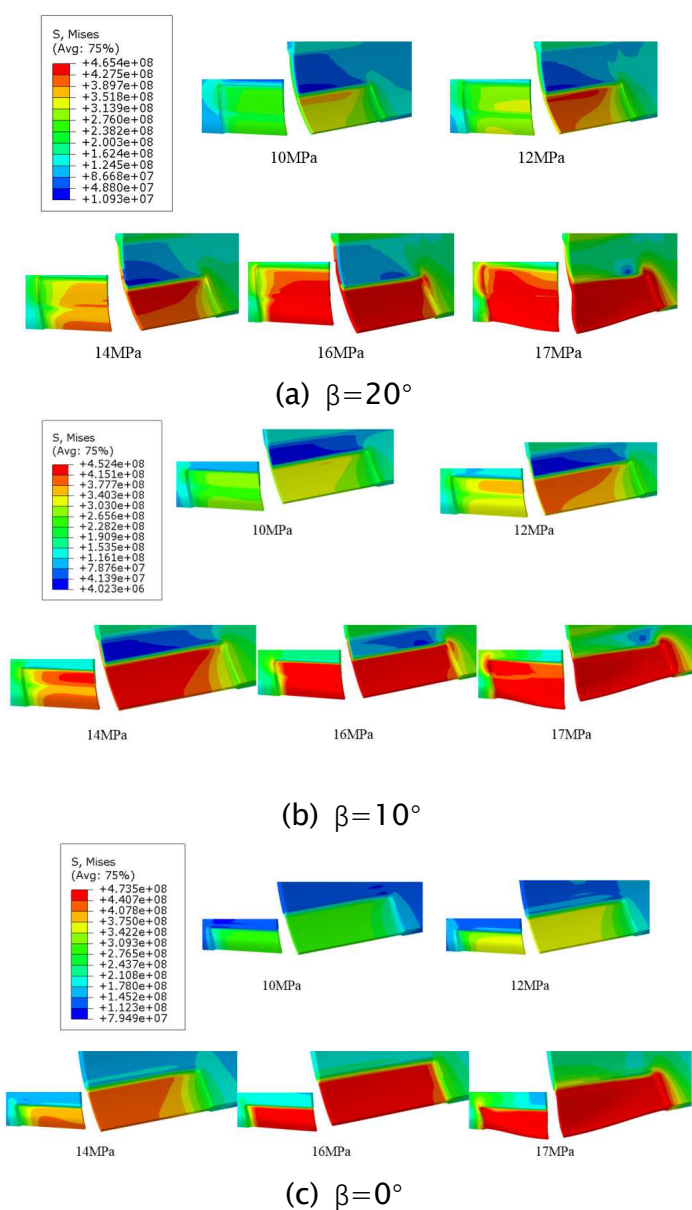 S, Mises
(Avg: 75%)
+4.654e+08
+4.275e+08
+3.897e+08
+3.518e+08
+3.139e+08
+2.760e+08
+2.382e+08
+2.003e+08
+1.624e+08
+1.245e+08
+8.668e+07
+4.880e+07
+1.093e+07
10MPa
12MPa
14MPa
16MPa
17MPa
(a) β=20°
S, Mises
(Avg: 75%)
+4.524e+08
+4.151e+08
+3.777e+08
+3.403e+08
+3.030e+08
+2.656e+08
+2.282e+08
+1.909e+08
+1.535e+08
+1.161e+08
+7.876e+07
+4.139e+07
+4.023e+06
10MPa
12MPa
14MPa
16MPa
17MPa
(b) β=10°
S, Mises
(Avg: 75%)
+4.735e+08
+4.407e+08
+4.078e+08
+3.750e+08
+3.422e+08
+3.093e+08
+2.765e+08
+2.437e+08
+2.108e+08
+1.780e+08
+1.452e+08
+1.123e+08
+7.949e+07
10MPa
12MPa
14MPa
16MPa
17MPa
(c) β=0°